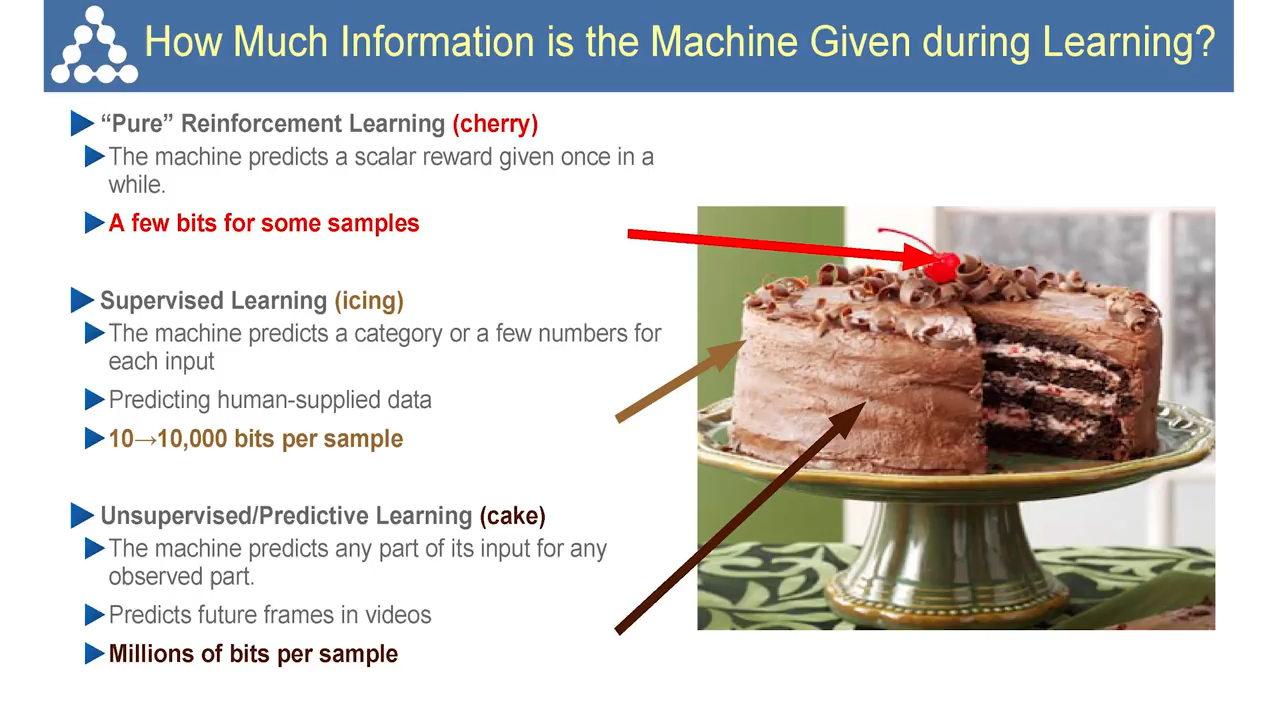 How Much Information is the Machine Given during Learning?
“Pure” Reinforcement Learning (cherry)
The machine predicts a scalar reward given once in a
while.
A few bits for some samples
Supervised Learning (icing)
The machine predicts a category or a few numbers for
each input
Predicting human-supplied data
10→10,000 bits per sample
Unsupervised/Predictive Learning (cake)
The machine predicts any part of its input for any
observed part.
Predicts future frames in videos
Millions of bits per sample